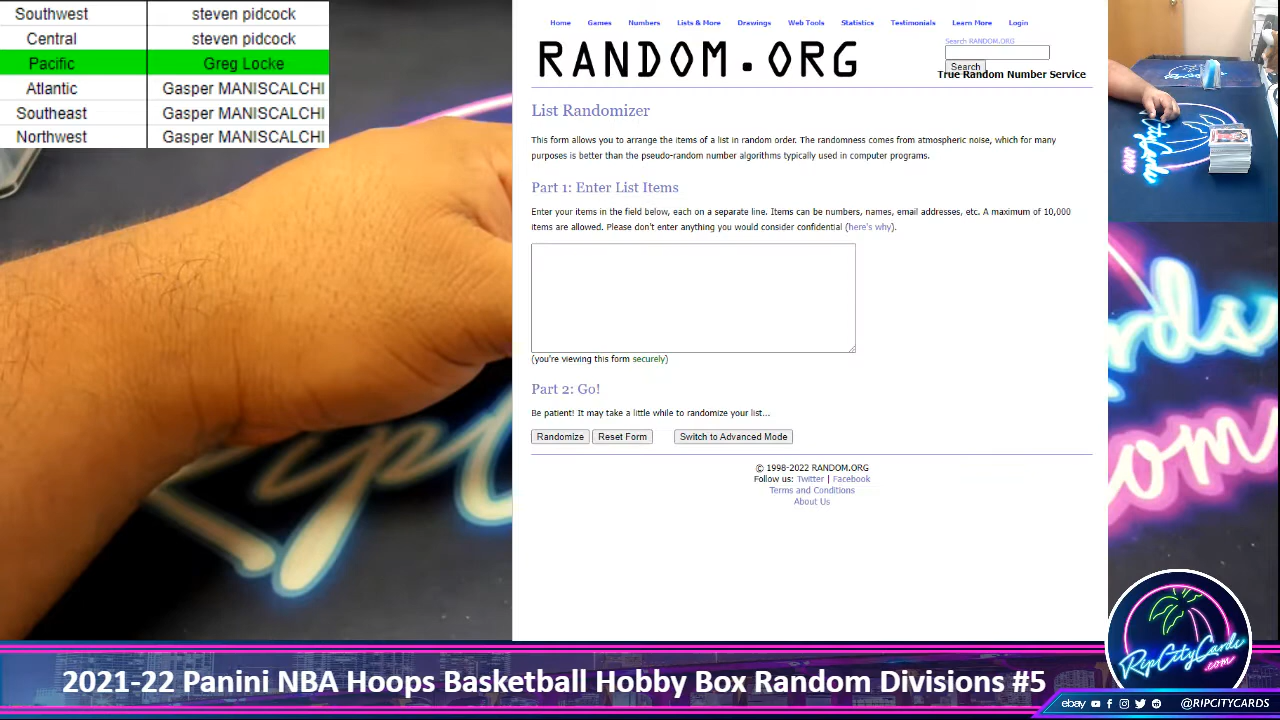 Southwest steven pidcock
Central steven pidcock
Pacific Greg Locke
Atlantic Gasper MANISCALCHI
Southeast Gasper MANISCALCHI
Northwest Gasper MANISCALCHI
Home Games Numbers Lists & More Drawings Web Tools Statistics Testimonials Learn More Login
RANDOM.ORG
Search RANDOM.ORG
Search
True Random Number Service
List Randomizer
This form allows you to arrange the items of a list in random order. The randomness comes from atmospheric noise, which for many
purposes is better than the pseudo-random number algorithms typically used in computer programs.
Part 1: Enter List Items
Enter your items in the field below, each on a separate line. Items can be numbers, names, email addresses, etc. A maximum of 10,000
items are allowed. Please don't enter anything you would consider confidential (here's why).
(you're viewing this form securely)
Part 2: Go!
Be patient! It may take a little while to randomize your list...
Randomize Reset Form Switch to Advanced Mode
© 1998-2022 RANDOM.ORG
Follow us: Twitter | Facebook
Terms and Conditions
About Us
RipCityCards
.com
2021-22 Panini NBA Hoops Basketball Hobby Box Random Divisions #5
ebay @RIPCITYCARDS